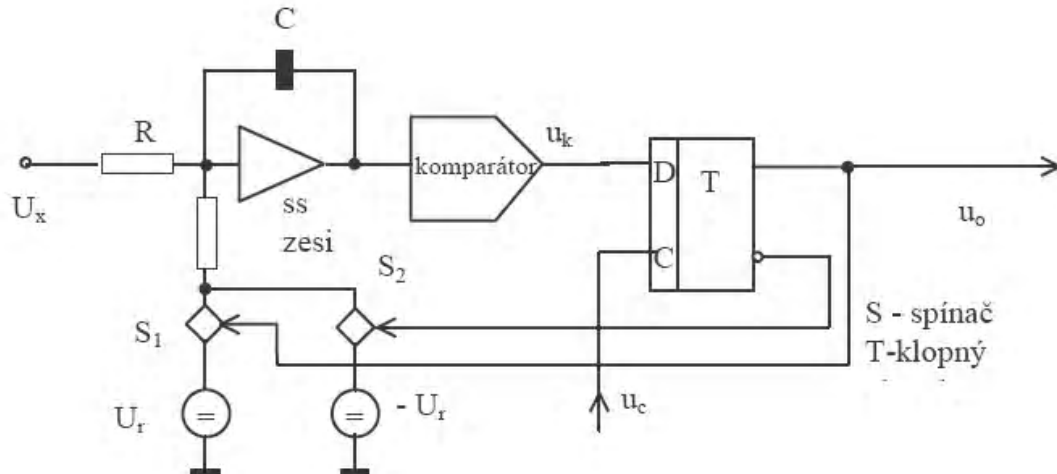 C
R
U_x
ss
zesi
komparátor
u_k
D
T
C
u_o
S_2
S_1
U_r
=
=
- U_r
u_c
S - spínač
T-klopný